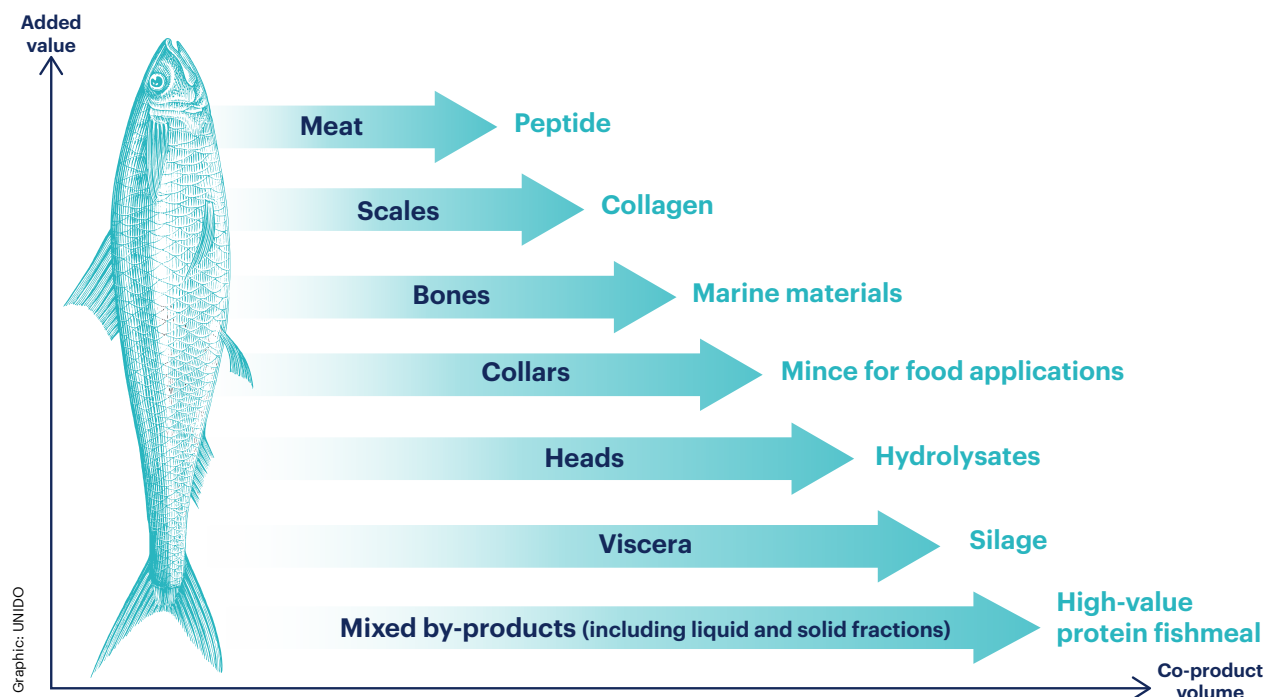 Added
value
Meat
Peptide
Scales
Collagen
Bones
Marine materials
Collars
Mince for food applications
Heads
Hydrolysates
Viscera
Silage
Mixed by-products (including liquid and solid fractions)
High-value
protein fishmeal
Co-product
volume
Graphic: UNIDO